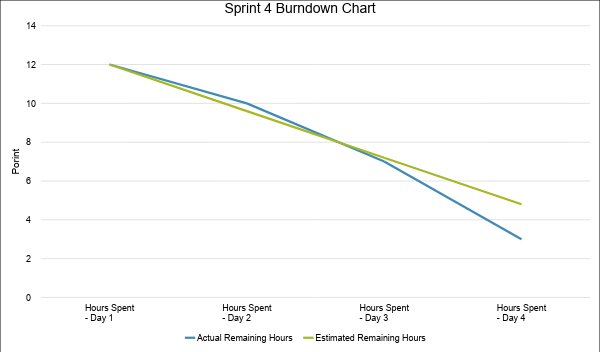 Sprint 4 Burndown Chart
14
12
10
8
6
4
2
0
Porint
Hours Spent
- Day 1
Hours Spent
- Day 2
Hours Spent
- Day 3
Hours Spent
- Day 4
Actual Remaining Hours
Estimated Remaining Hours